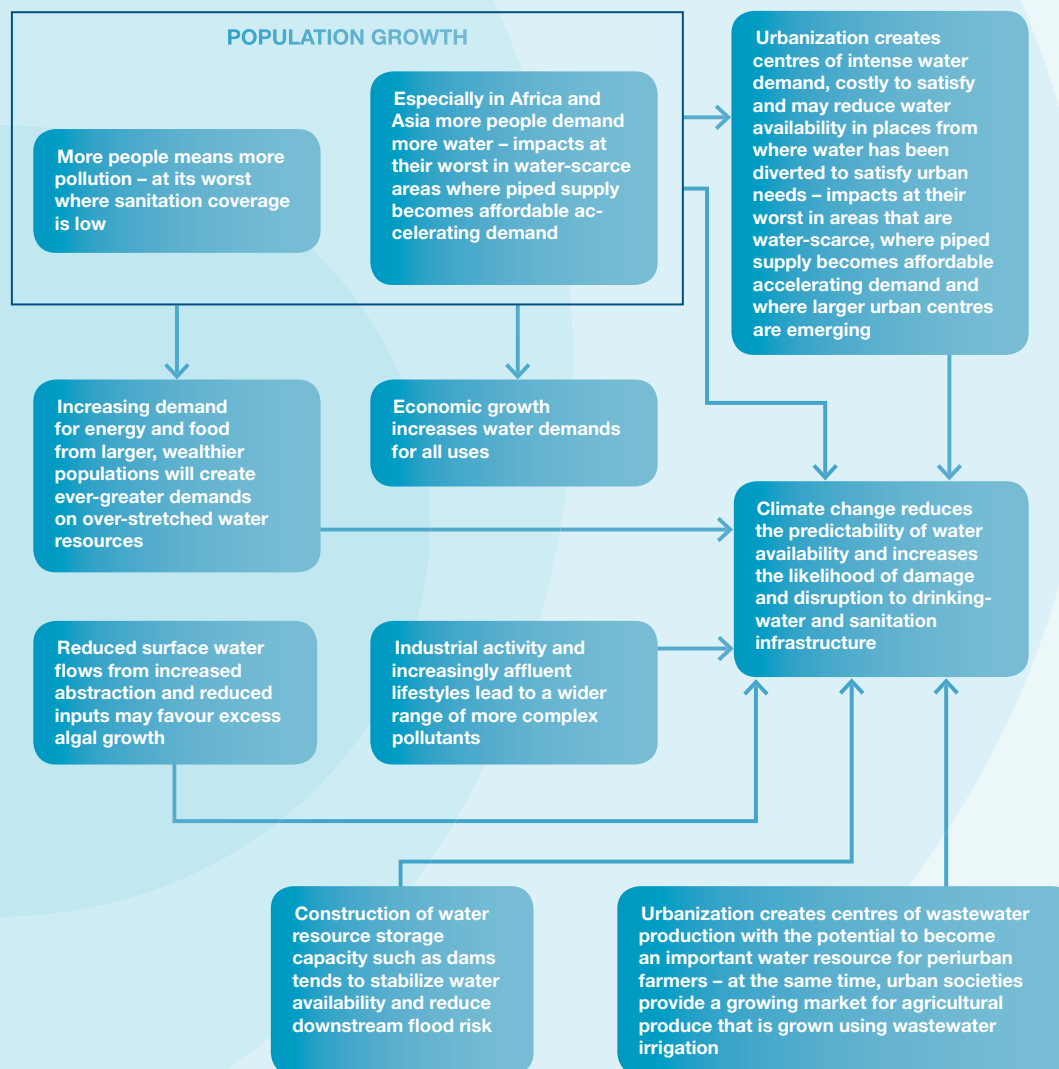 POPULATION GROWTH
More people means more
pollution – at its worst
where sanitation coverage
is low
Especially in Africa and
Asia more people demand
more water – impacts at
their worst in water-scarce
areas where piped supply
becomes affordable ac-
celerating demand
Urbanization creates
centres of intense water
demand, costly to satisfy
and may reduce water
availability in places from
where water has been
diverted to satisfy urban
needs – impacts at their
worst in areas that are
water-scarce, where piped
supply becomes affordable
accelerating demand and
where larger urban centres
are emerging
Increasing demand
for energy and food
from larger, wealthier
populations will create
ever-greater demands
on over-stretched water
resources
Economic growth
increases water demands
for all uses
Climate change reduces
the predictability of water
availability and increases
the likelihood of damage
and disruption to drinking-
water and sanitation
infrastructure
Reduced surface water
flows from increased
abstraction and reduced
inputs may favour excess
algal growth
Industrial activity and
increasingly affluent
lifestyles lead to a wider
range of more complex
pollutants
Construction of water
resource storage
capacity such as dams
tends to stabilize water
availability and reduce
downstream flood risk
Urbanization creates centres of wastewater
production with the potential to become
an important water resource for periurban
farmers – at the same time, urban societies
provide a growing market for agricultural
produce that is grown using wastewater
irrigation